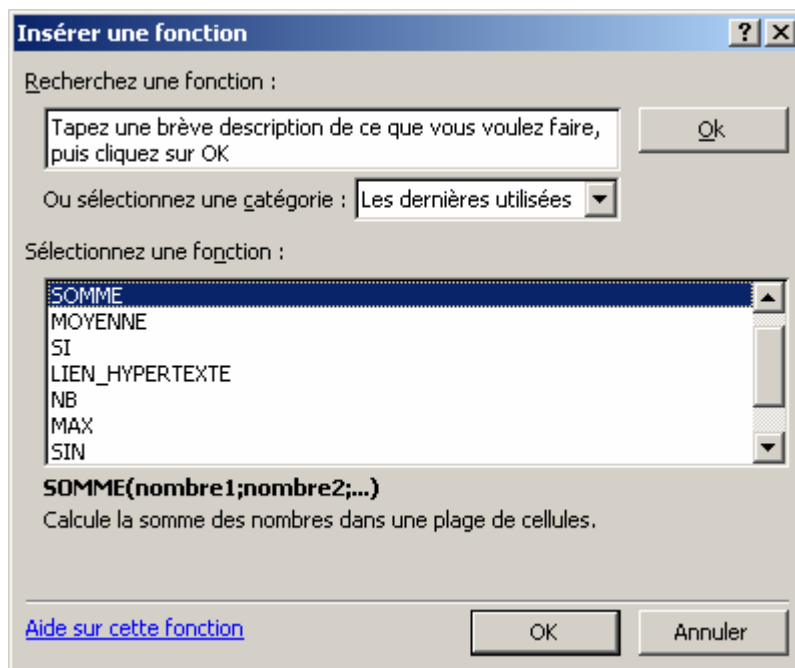 Insérer une fonction
Recherchez une fonction :
Tapez une brève description de ce que vous voulez faire,
puis cliquez sur OK
Ok
Ou sélectionnez une catégorie : Les dernières utilisées
Sélectionnez une fonction :
SOMME
MOYENNE
SI
LIEN_HYPERTEXTE
NB
MAX
SIN
SOMME(nombre1;nombre2;...)
Calcule la somme des nombres dans une plage de cellules.
Aide sur cette fonction OK Annuler